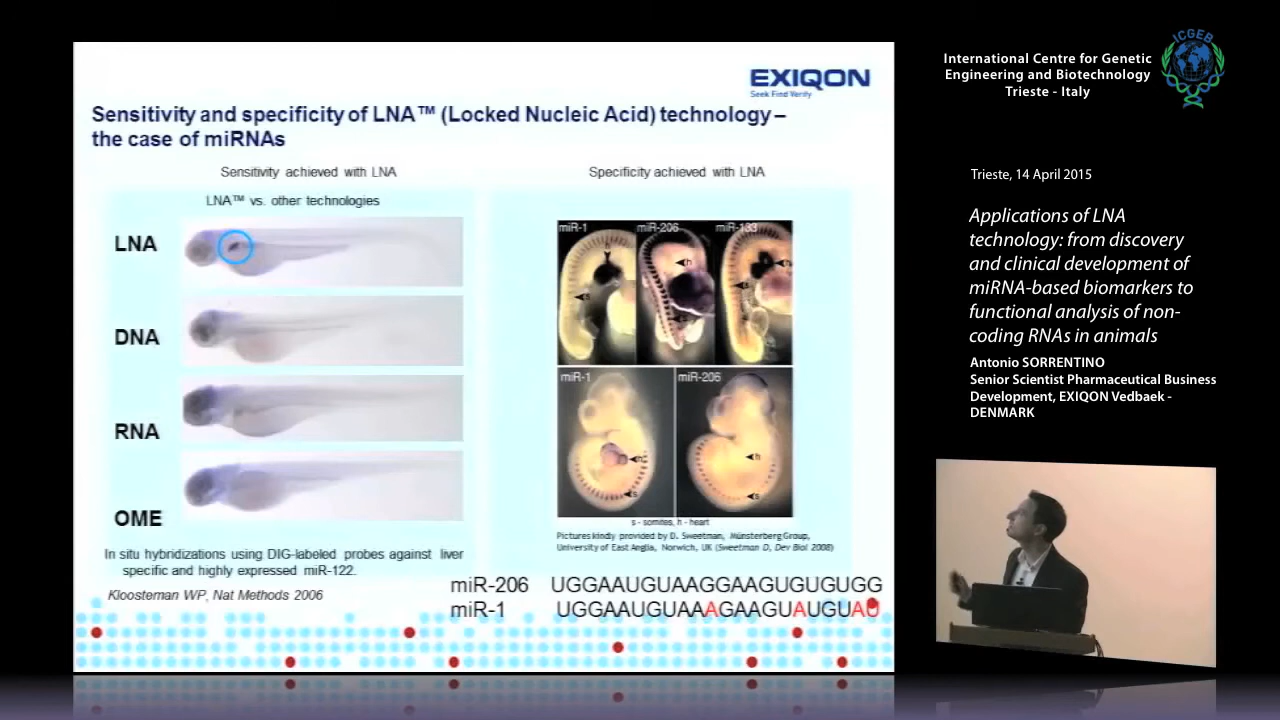 EXIQON
Seek Find Verify
Sensitivity and specificity of LNA™ (Locked Nucleic Acid) technology –
the case of miRNAs
Sensitivity achieved with LNA
LNA™ vs. other technologies
LNA
DNA
RNA
OME
In situ hybridizations using DIG-labeled probes against liver
specific and highly expressed miR-122.
Kloosteman WP, Nat Methods 2006
Specificity achieved with LNA
miR-1 miR-206 miR-133
h
h
s
s
miR-1 miR-206
h
h
s
s
s - somites, h - heart
Pictures kindly provided by D. Sweetman, Münsterberg Group,
University of East Anglia, Norwich, UK (Sweetman D, Dev Biol 2008)
miR-206 UGGAAUGUAAGGAAGUGUGUGG
miR-1 UGGAAUGUAAAGAAGUAUGUAU
ICGEB
International Centre for Genetic
Engineering and Biotechnology
Trieste - Italy
Trieste, 14 April 2015
Applications of LNA
technology: from discovery
and clinical development of
miRNA-based biomarkers to
functional analysis of non-
coding RNAs in animals
Antonio SORRENTINO
Senior Scientist Pharmaceutical Business
Development, EXIQON Vedbaek -
DENMARK